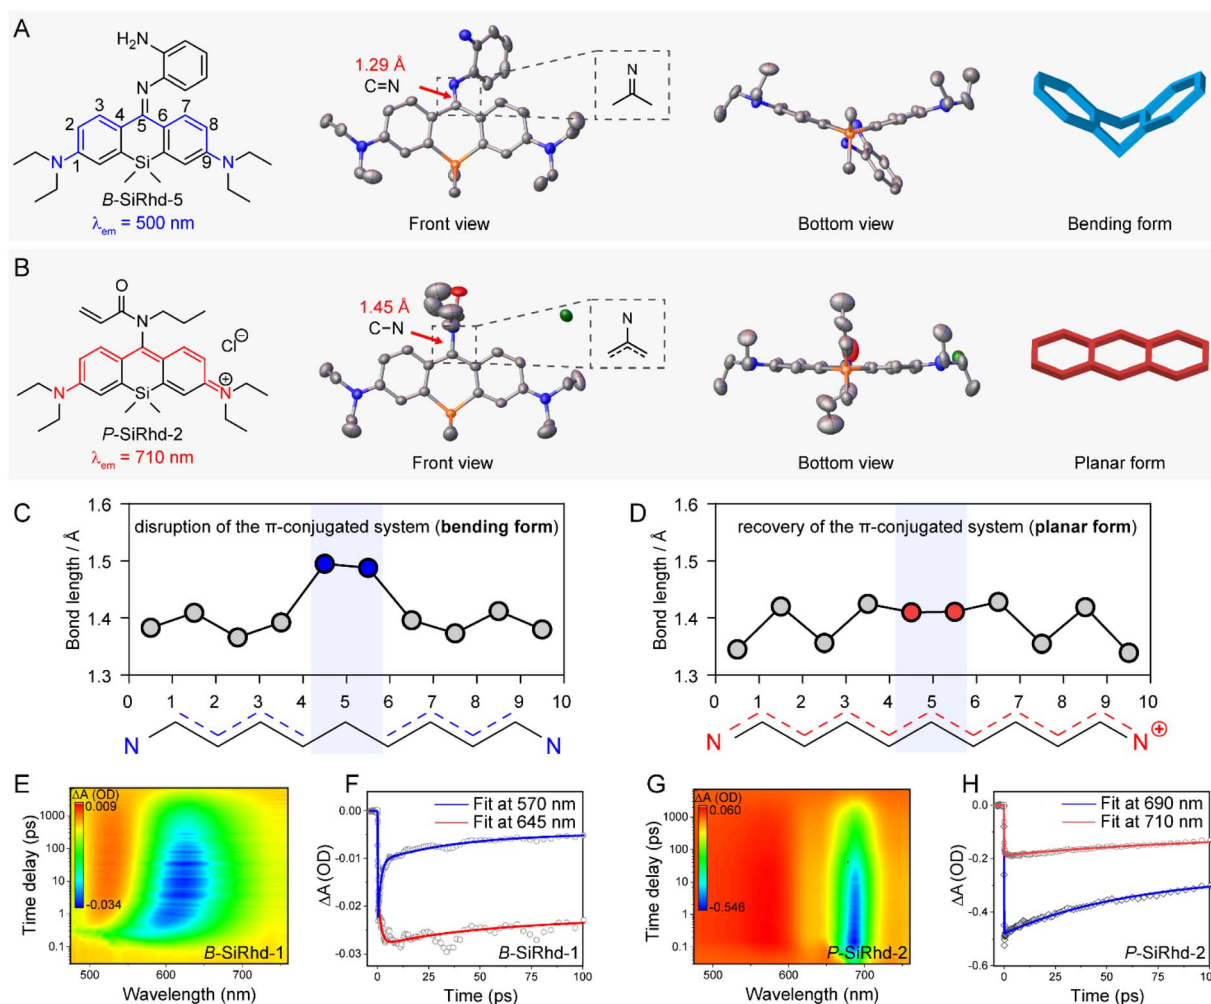 A
H₂N
N
3
4
5
6
7
2
8
N
1
Si
9
N
B-SiRhd-5
λem = 500 nm
1.29 Å
C=N
N
Front view
Bottom view
Bending form
B
O
N
Cl⊖
N
Si
N
⊕
P-SiRhd-2
λem = 710 nm
1.45 Å
C–N
N
Front view
Bottom view
Planar form
C
disruption of the π-conjugated system (bending form)
Bond length / Å
1.6
1.5
1.4
1.3
0 1 2 3 4 5 6 7 8 9 10
N N
D
recovery of the π-conjugated system (planar form)
Bond length / Å
1.6
1.5
1.4
1.3
0 1 2 3 4 5 6 7 8 9 10
N N⊕
E
ΔA (OD)
0.009
-0.034
Time delay (ps)
1000
100
10
1
0.1
B-SiRhd-1
500 600 700
Wavelength (nm)
F
Fit at 570 nm
Fit at 645 nm
ΔA (OD)
0.00
-0.01
-0.02
-0.03
B-SiRhd-1
0 25 50 75 100
Time (ps)
G
ΔA (OD)
0.060
-0.546
Time delay (ps)
1000
100
10
1
0.1
P-SiRhd-2
500 600 700
Wavelength (nm)
H
Fit at 690 nm
Fit at 710 nm
ΔA (OD)
0.0
-0.2
-0.4
-0.6
P-SiRhd-2
0 25 50 75 100
Time (ps)